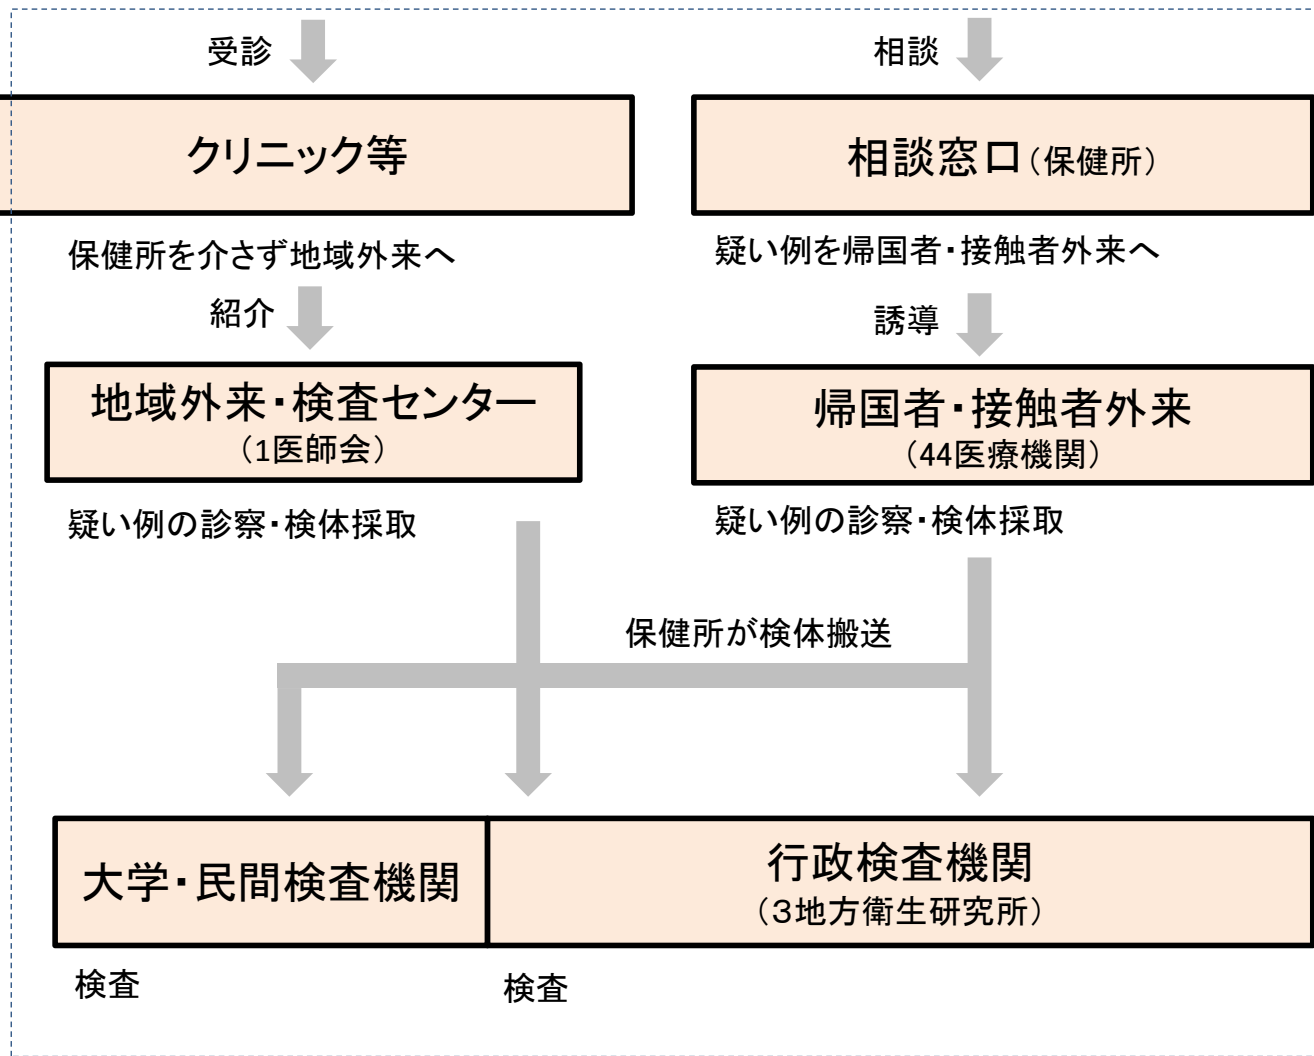 受診
相談
クリニック等
相談窓口(保健所)
保健所を介さず地域外来へ
疑い例を帰国者・接触者外来へ
紹介
誘導
地域外来・検査センター
(1医師会)
帰国者・接触者外来
(44医療機関)
疑い例の診察・検体採取
疑い例の診察・検体採取
保健所が検体搬送
大学・民間検査機関
行政検査機関
(3地方衛生研究所)
検査
検査